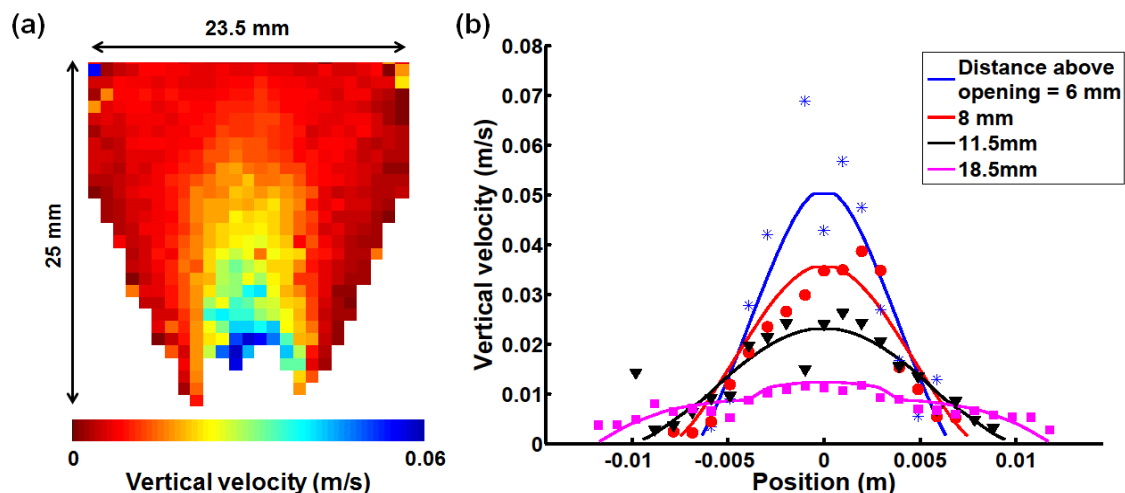 (a)
23.5 mm
25 mm
0
0.06
Vertical velocity (m/s)
(b)
0.08
0.07
0.06
0.05
0.04
0.03
0.02
0.01
0
Vertical velocity (m/s)
-0.01
-0.005
0
0.005
0.01
Position (m)
Distance above
opening = 6 mm
8 mm
11.5mm
18.5mm